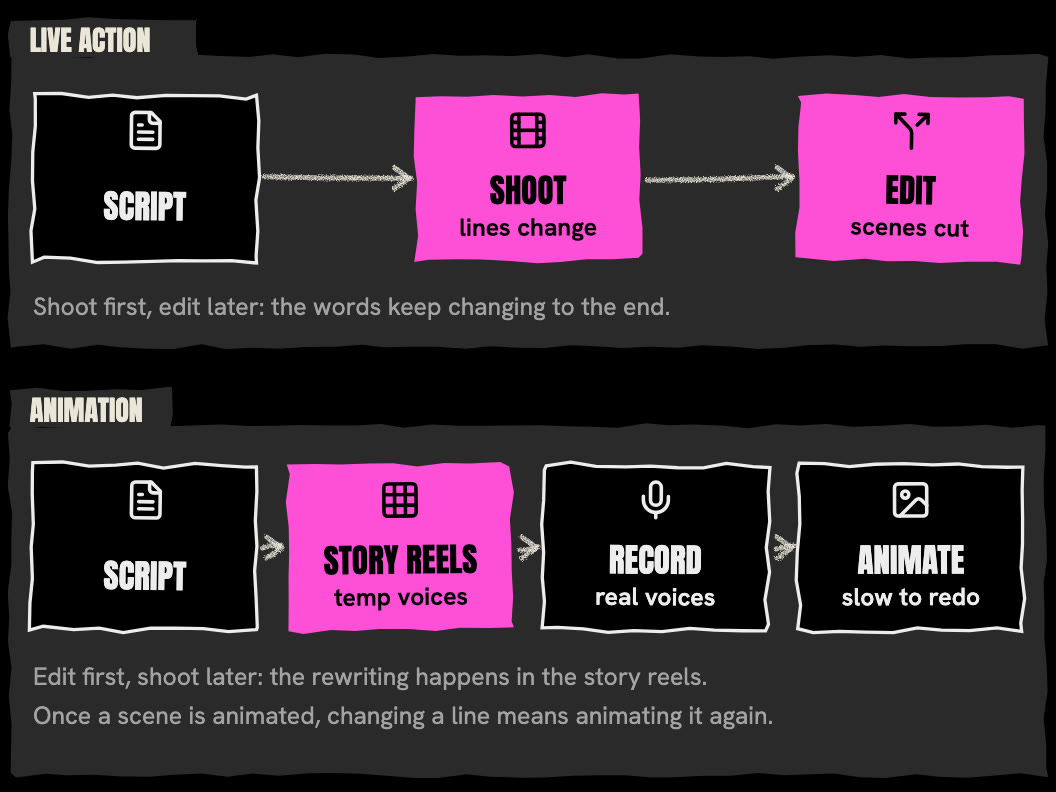 LIVE ACTION
SCRIPT
SHOOT
lines change
EDIT
scenes cut
Shoot first, edit later: the words keep changing to the end.
ANIMATION
SCRIPT
STORY REELS
temp voices
RECORD
real voices
ANIMATE
slow to redo
Edit first, shoot later: the rewriting happens in the story reels.
Once a scene is animated, changing a line means animating it again.